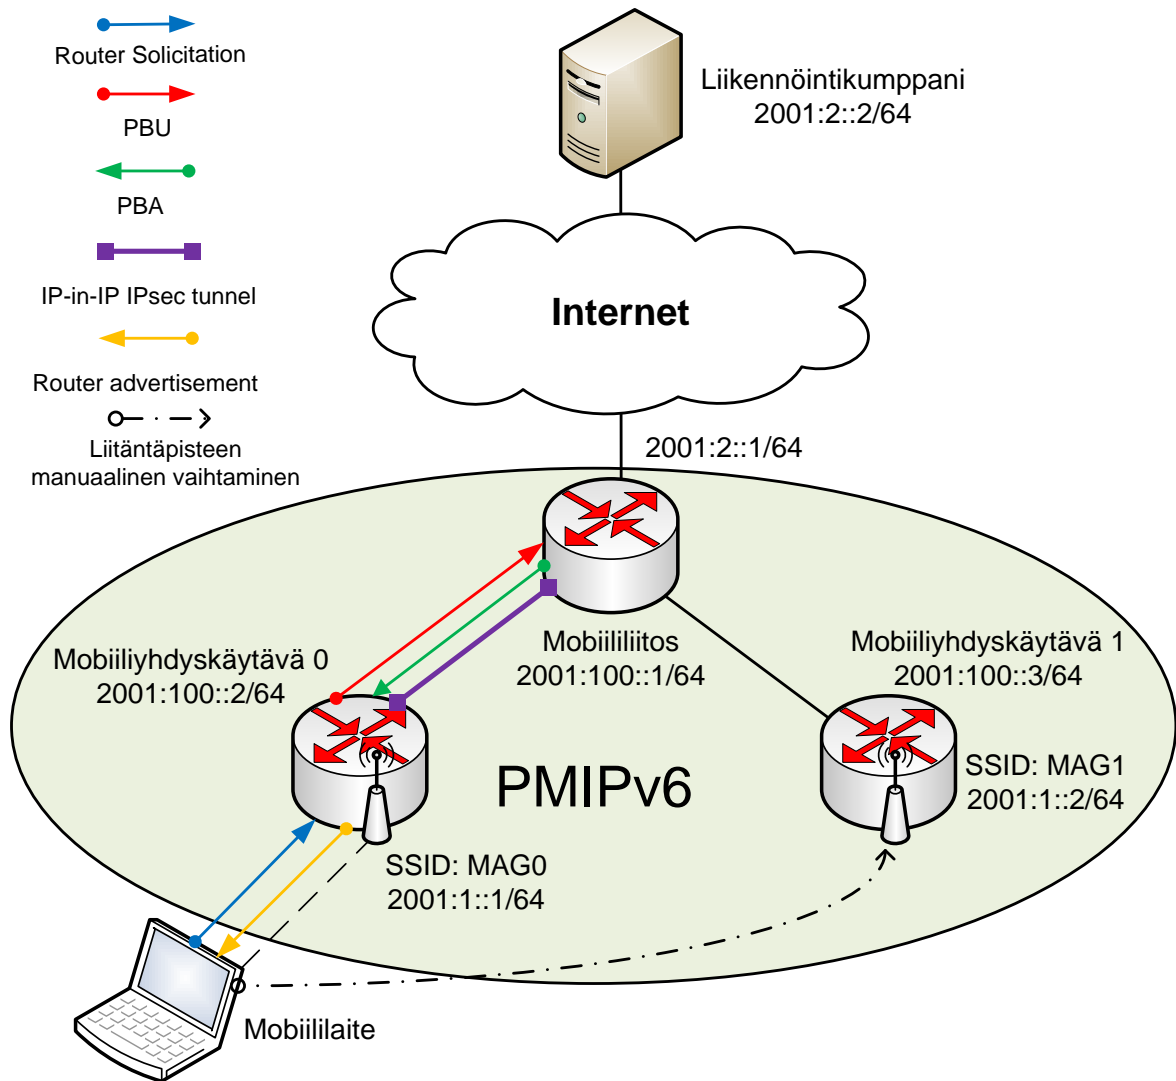 Router Solicitation
PBU
PBA
IP-in-IP IPsec tunnel
Router advertisement
Liitäntäpisteen
manuaalinen vaihtaminen
Liikennöintikumppani
2001:2::2/64
Internet
2001:2::1/64
Mobiiliyhdyskäytävä 0
2001:100::2/64
Mobiililiitos
2001:100::1/64
Mobiiliyhdyskäytävä 1
2001:100::3/64
PMIPv6
SSID: MAG1
2001:1::2/64
SSID: MAG0
2001:1::1/64
Mobiililaite